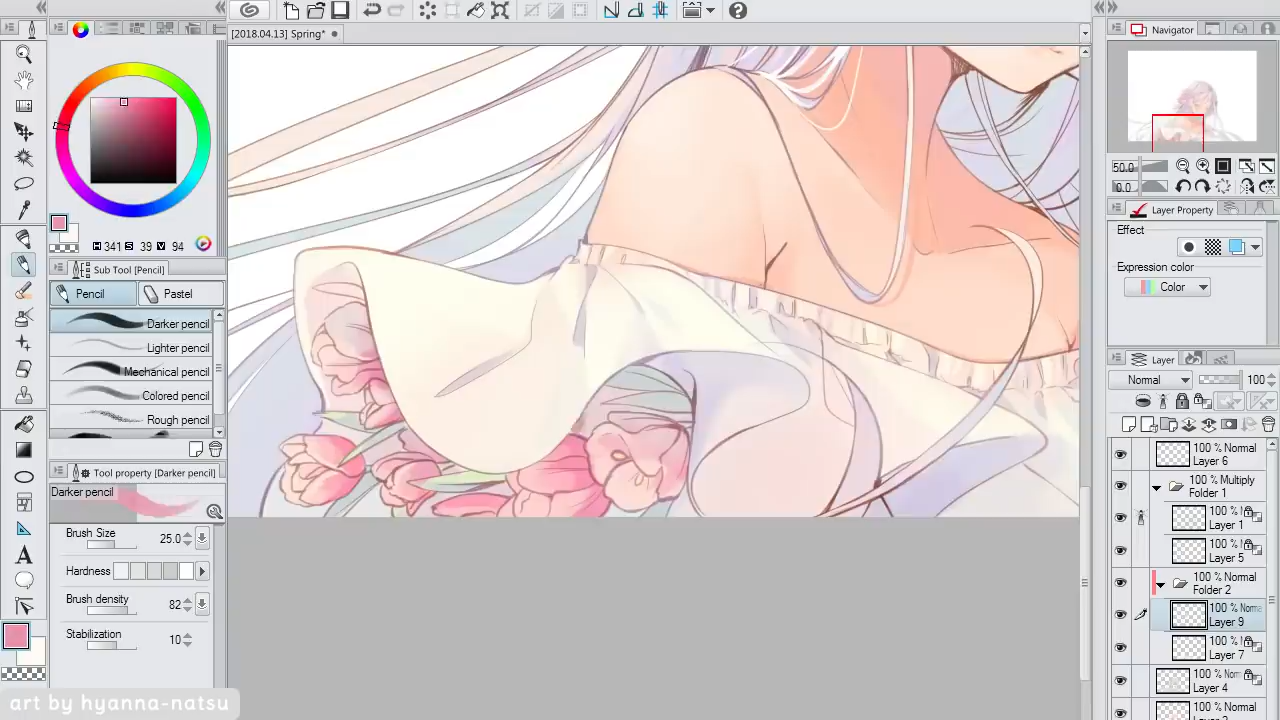 [2018.04.13] Spring*
Navigator
50.0
0.0
Layer Property
Effect
Expression color
Color
H 341 S 39 V 94
Sub Tool [Pencil]
Pencil
Pastel
Darker pencil
Lighter pencil
Mechanical pencil
Colored pencil
Rough pencil
Tool property [Darker pencil]
Darker pencil
Brush Size 25.0
Hardness
Brush density 82
Stabilization 10
Layer
Normal 100
100 % Normal
Layer 6
100 % Multiply
Folder 1
100 %
Layer 1
100 %
Layer 5
100 % Normal
Folder 2
100 % Norma
Layer 9
100 %
Layer 7
100 % Norm
Layer 4
100 % Normal
art by hyanna-natsu